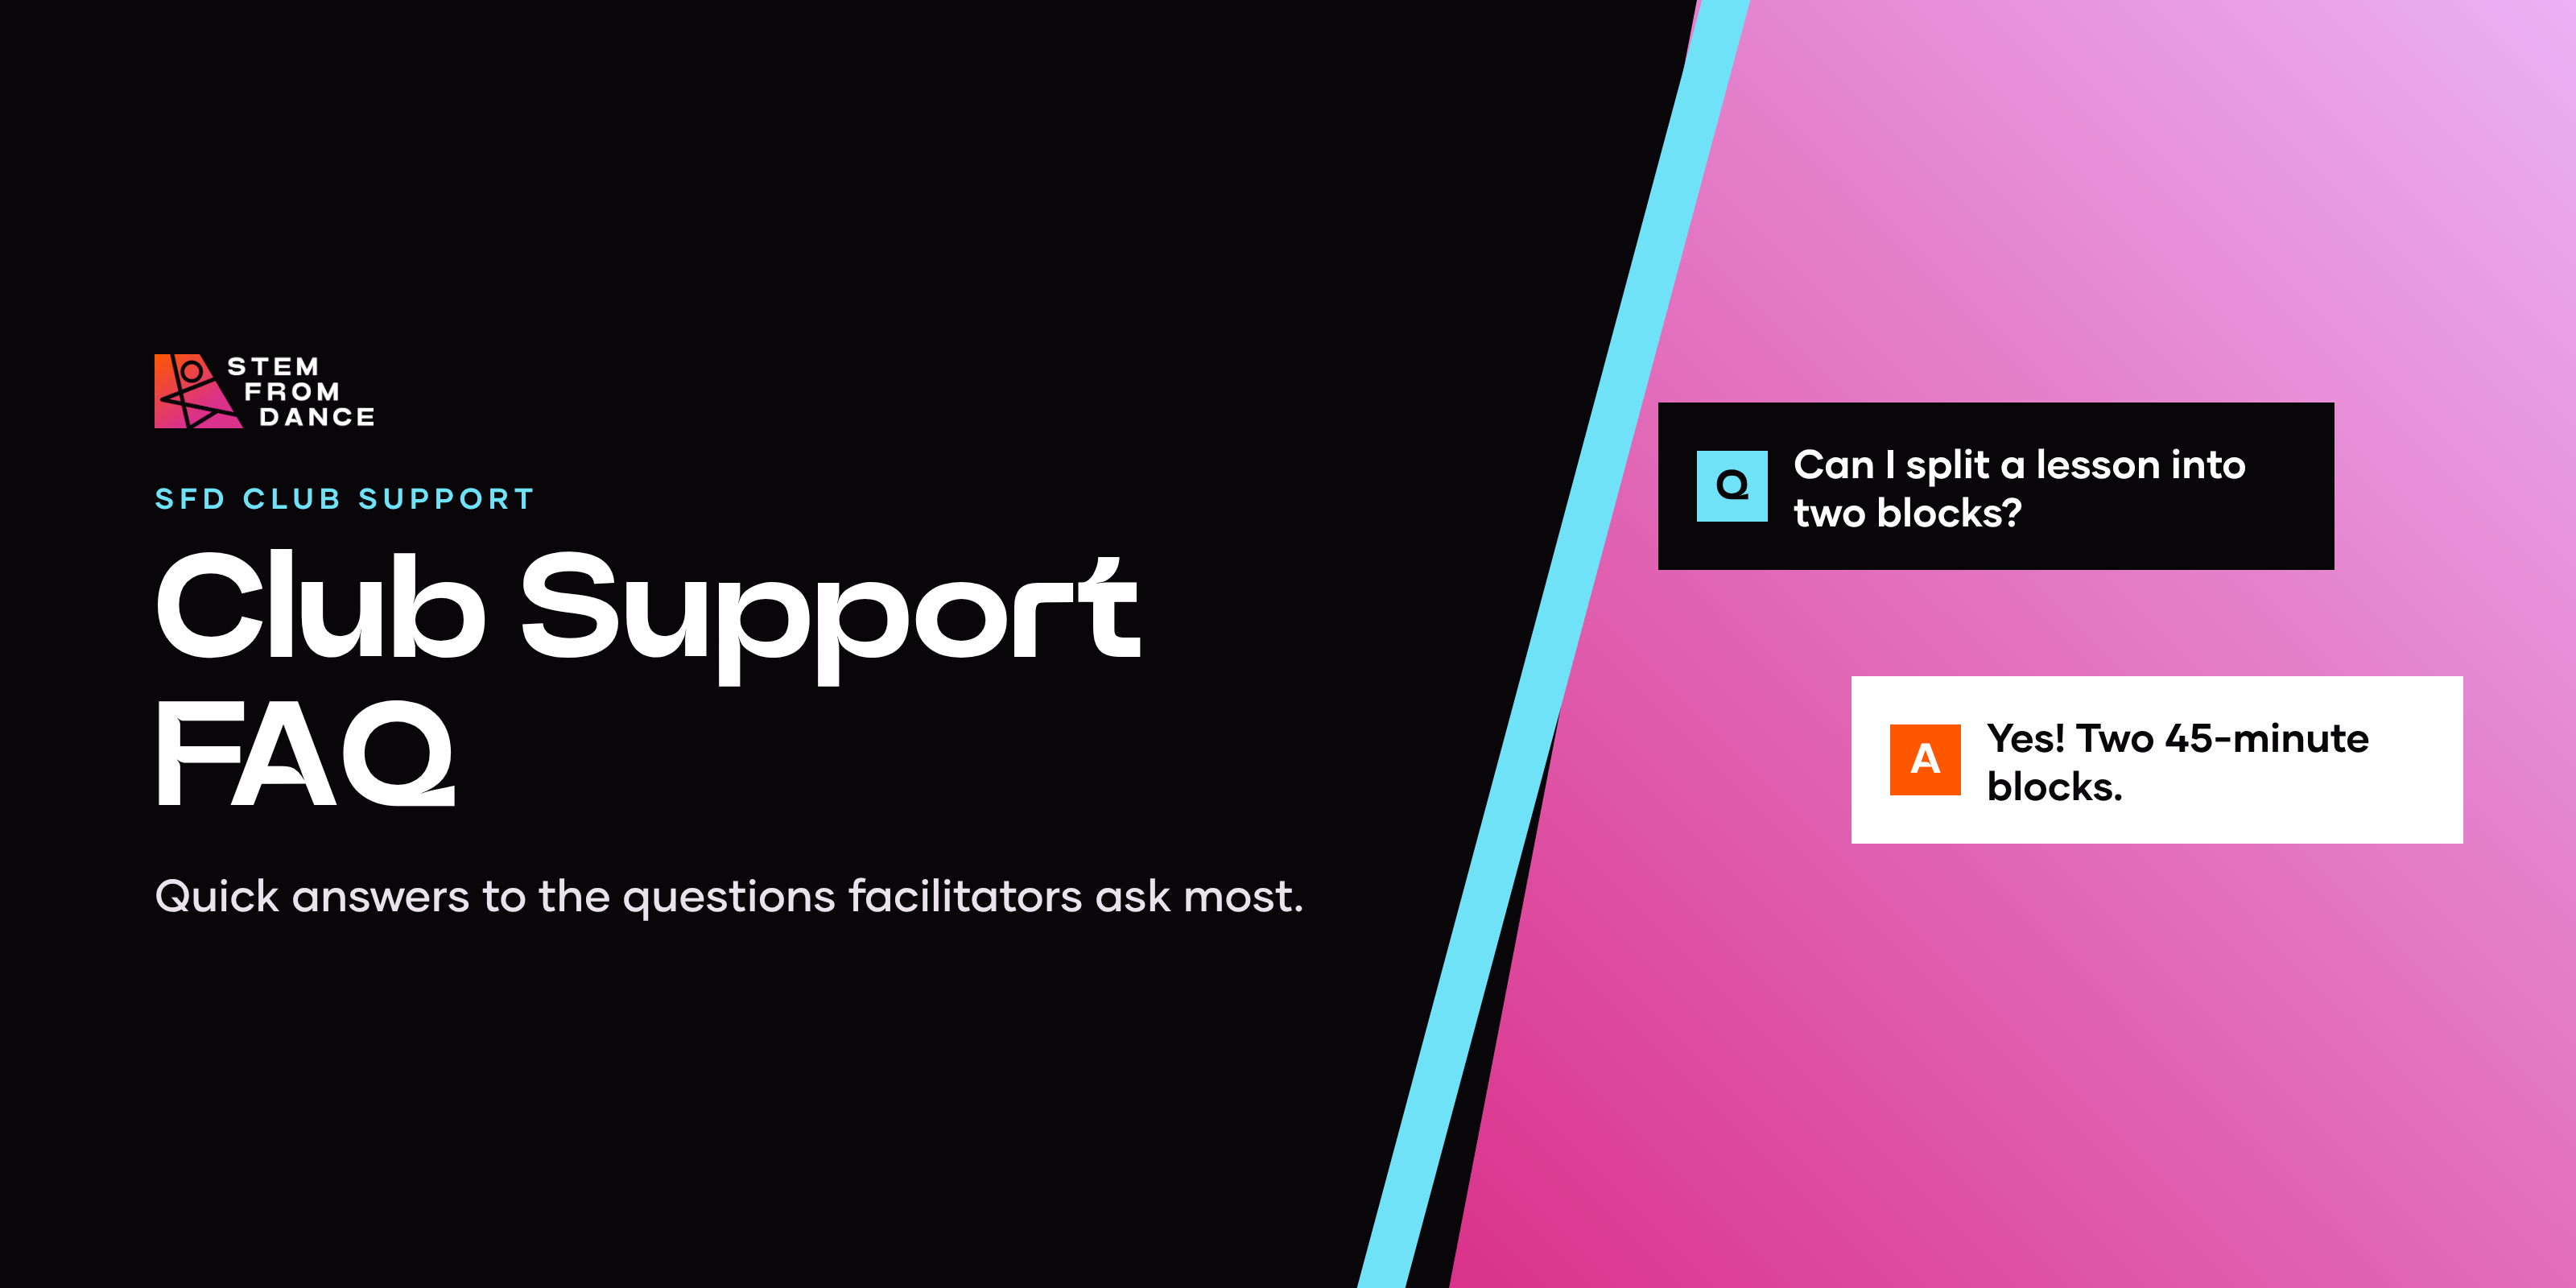 STEM
FROM
DANCE
SFD CLUB SUPPORT
Club Support
FAQ
Quick answers to the questions facilitators ask most.
Q
Can I split a lesson into
two blocks?
A
Yes! Two 45-minute
blocks.